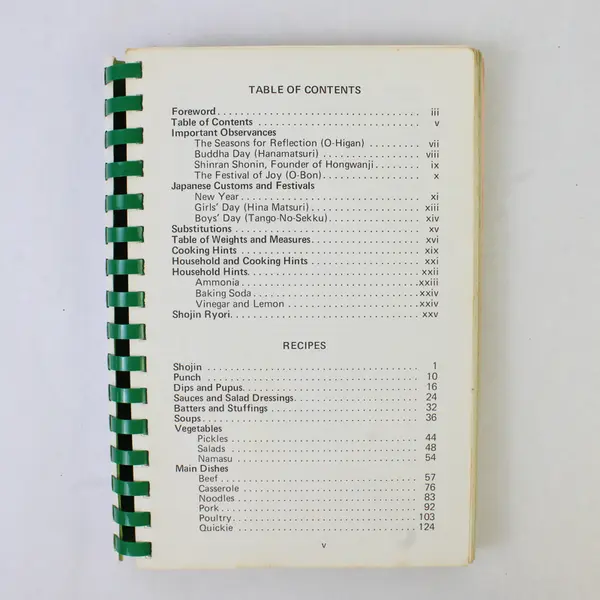 TABLE OF CONTENTS
Foreword . . . . . . . . . . . . . . . . . . . . . . . . . . . . . . iii
Table of Contents . . . . . . . . . . . . . . . . . . . . . . . . v
Important Observances
The Seasons for Reflection (O-Higan) . . . . . . . . vii
Buddha Day (Hanamatsuri) . . . . . . . . . . . . . . . viii
Shinran Shonin, Founder of Hongwanji . . . . . . . ix
The Festival of Joy (O-Bon) . . . . . . . . . . . . . . . x
Japanese Customs and Festivals
New Year . . . . . . . . . . . . . . . . . . . . . . . . . . . xi
Girls' Day (Hina Matsuri) . . . . . . . . . . . . . . . . xiii
Boys' Day (Tango-No-Sekku) . . . . . . . . . . . . . . xiv
Substitutions . . . . . . . . . . . . . . . . . . . . . . . . . . . xv
Table of Weights and Measures . . . . . . . . . . . . . . . . xvi
Cooking Hints . . . . . . . . . . . . . . . . . . . . . . . . . . xix
Household and Cooking Hints . . . . . . . . . . . . . . . . xxi
Household Hints . . . . . . . . . . . . . . . . . . . . . . . . . xxii
Ammonia . . . . . . . . . . . . . . . . . . . . . . . . . . . xxiii
Baking Soda . . . . . . . . . . . . . . . . . . . . . . . . . xxiv
Vinegar and Lemon . . . . . . . . . . . . . . . . . . . . xxiv
Shojin Ryori . . . . . . . . . . . . . . . . . . . . . . . . . . . . xxv
RECIPES
Shojin . . . . . . . . . . . . . . . . . . . . . . . . . . . . . . . 1
Punch . . . . . . . . . . . . . . . . . . . . . . . . . . . . . . . 10
Dips and Pupus . . . . . . . . . . . . . . . . . . . . . . . . . 16
Sauces and Salad Dressings . . . . . . . . . . . . . . . . . . 24
Batters and Stuffings . . . . . . . . . . . . . . . . . . . . . . 32
Soups . . . . . . . . . . . . . . . . . . . . . . . . . . . . . . . 36
Vegetables
Pickles . . . . . . . . . . . . . . . . . . . . . . . . . . . . 44
Salads . . . . . . . . . . . . . . . . . . . . . . . . . . . . 48
Namasu . . . . . . . . . . . . . . . . . . . . . . . . . . . 54
Main Dishes
Beef . . . . . . . . . . . . . . . . . . . . . . . . . . . . . . 57
Casserole . . . . . . . . . . . . . . . . . . . . . . . . . . 76
Noodles . . . . . . . . . . . . . . . . . . . . . . . . . . . 83
Pork . . . . . . . . . . . . . . . . . . . . . . . . . . . . . . 92
Poultry . . . . . . . . . . . . . . . . . . . . . . . . . . . . 103
Quickie . . . . . . . . . . . . . . . . . . . . . . . . . . . 124
v